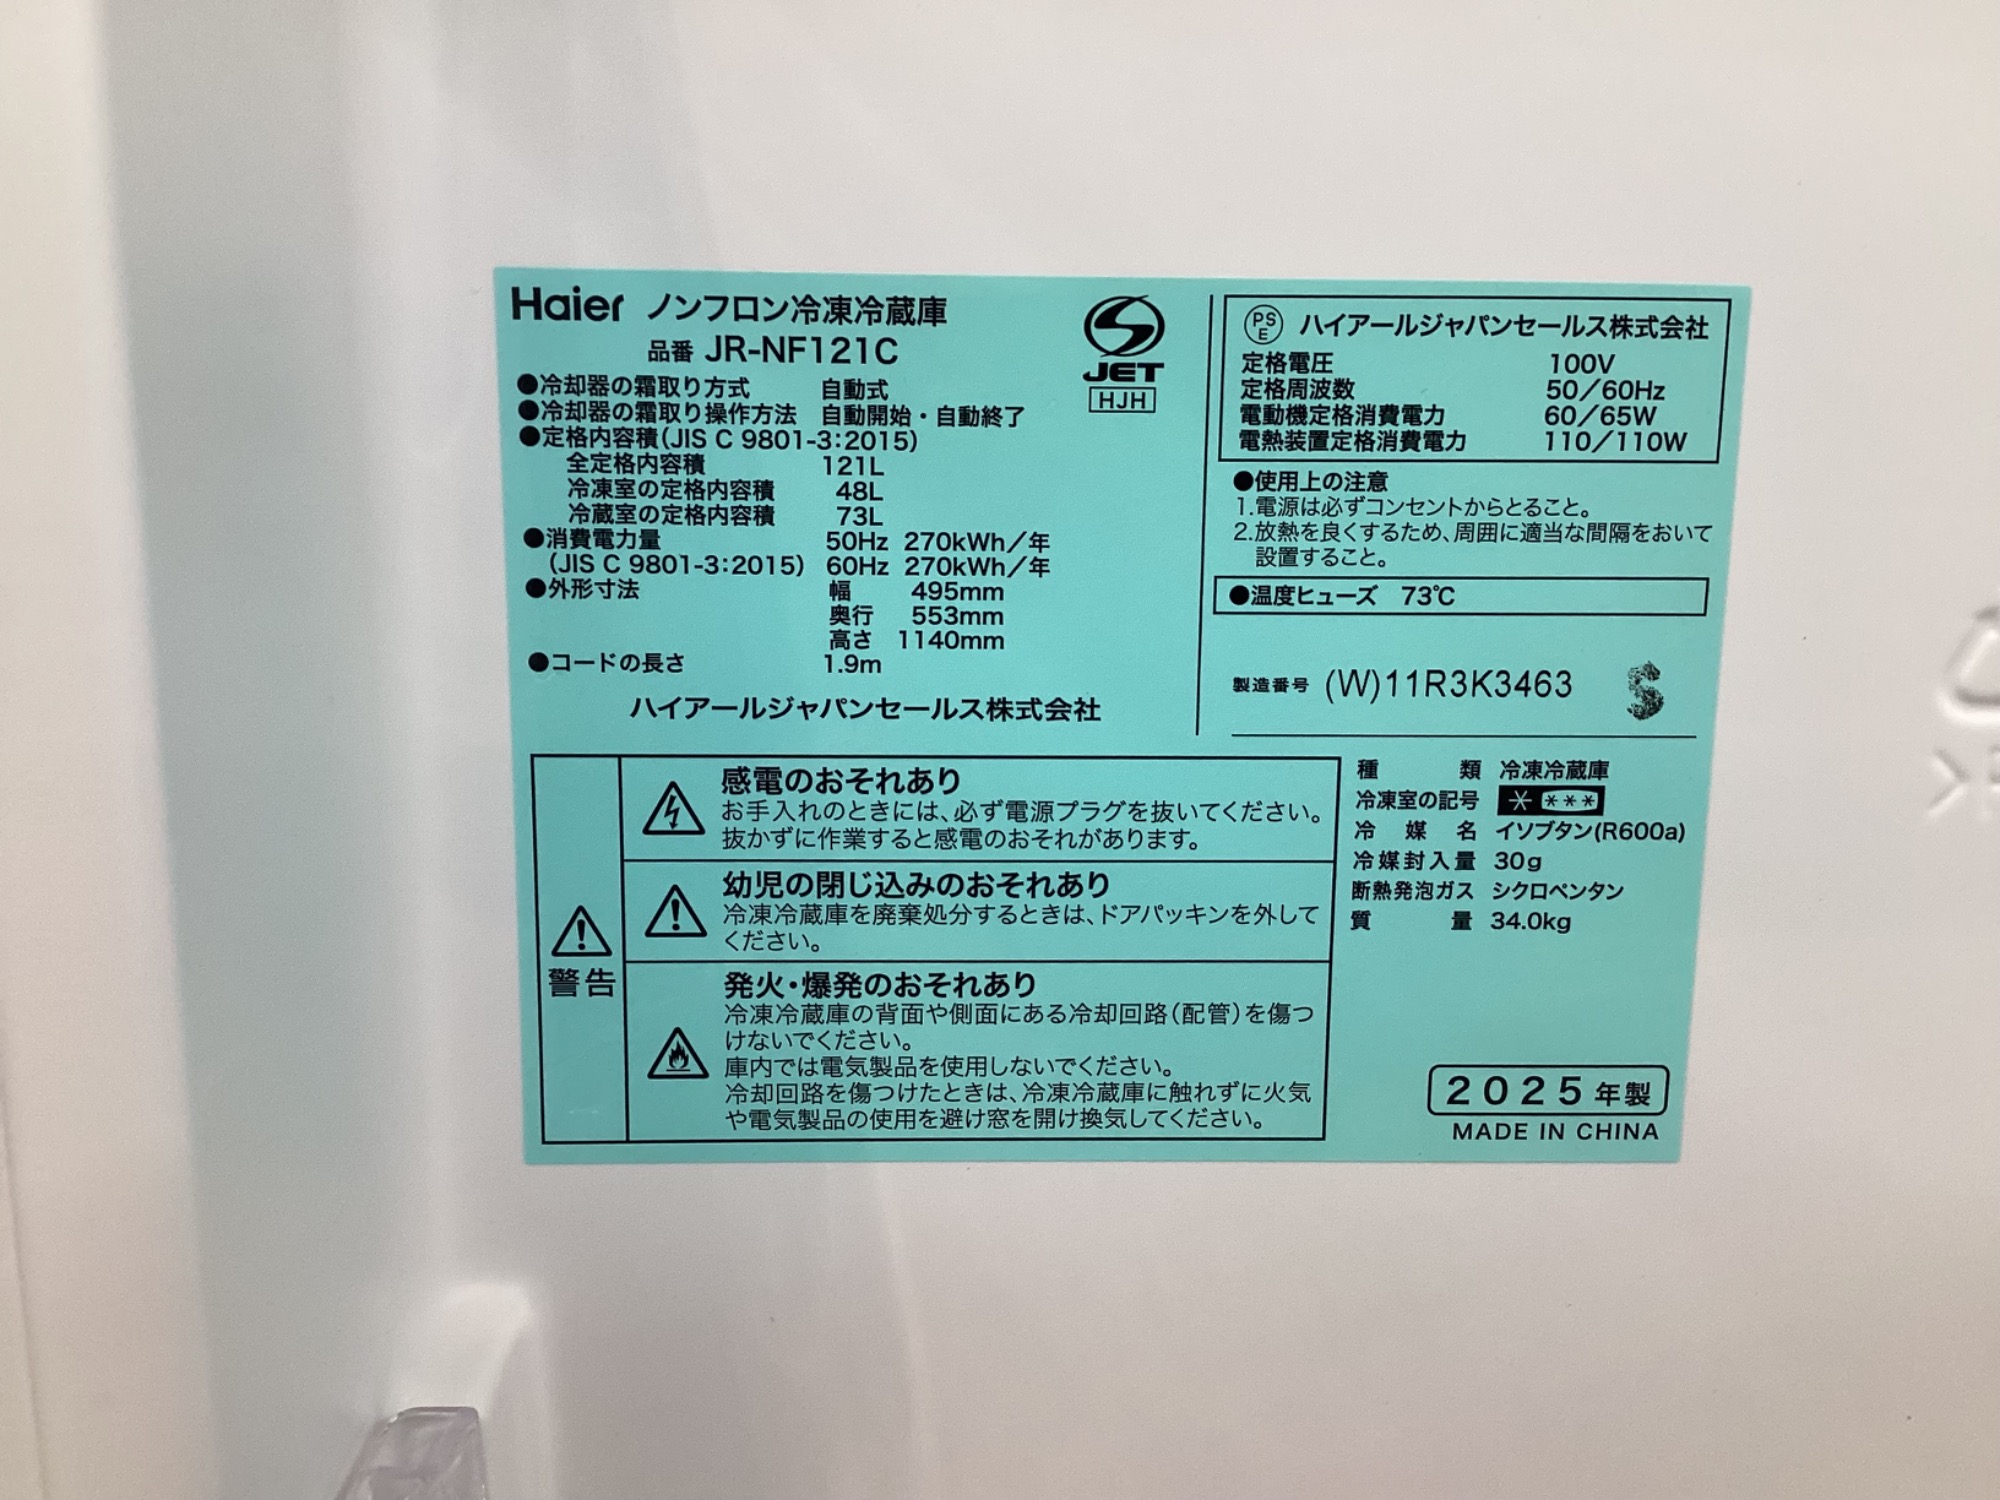 Haier ノンフロン冷凍冷蔵庫
品番 JR-NF121C
●冷却器の霜取り方式 自動式
●冷却器の霜取り操作方法 自動開始・自動終了
●定格内容積(JIS C 9801-3:2015)
全定格内容積 121L
冷凍室の定格内容積 48L
冷蔵室の定格内容積 73L
●消費電力量 50Hz 270kWh/年
(JIS C 9801-3:2015) 60Hz 270kWh/年
●外形寸法 幅 495mm
奥行 553mm
高さ 1140mm
●コードの長さ 1.9m
ハイアールジャパンセールス株式会社
JET
HJH
PS
E
ハイアールジャパンセールス株式会社
定格電圧 100V
定格周波数 50/60Hz
電動機定格消費電力 60/65W
電熱装置定格消費電力 110/110W
●使用上の注意
1.電源は必ずコンセントからとること。
2.放熱を良くするため、周囲に適当な間隔をおいて
設置すること。
●温度ヒューズ 73℃
製造番号 (W)11R3K3463 S
警告
感電のおそれあり
お手入れのときには、必ず電源プラグを抜いてください。
抜かずに作業すると感電のおそれがあります。
幼児の閉じ込みのおそれあり
冷凍冷蔵庫を廃棄処分するときは、ドアパッキンを外して
ください。
発火・爆発のおそれあり
冷凍冷蔵庫の背面や側面にある冷却回路(配管)を傷つ
けないでください。
庫内では電気製品を使用しないでください。
冷却回路を傷つけたときは、冷凍冷蔵庫に触れずに火気
や電気製品の使用を避け窓を開け換気してください。
種類 冷凍冷蔵庫
冷凍室の記号 * ***
冷媒名 イソブタン(R600a)
冷媒封入量 30g
断熱発泡ガス シクロペンタン
質量 34.0kg
2025年製
MADE IN CHINA